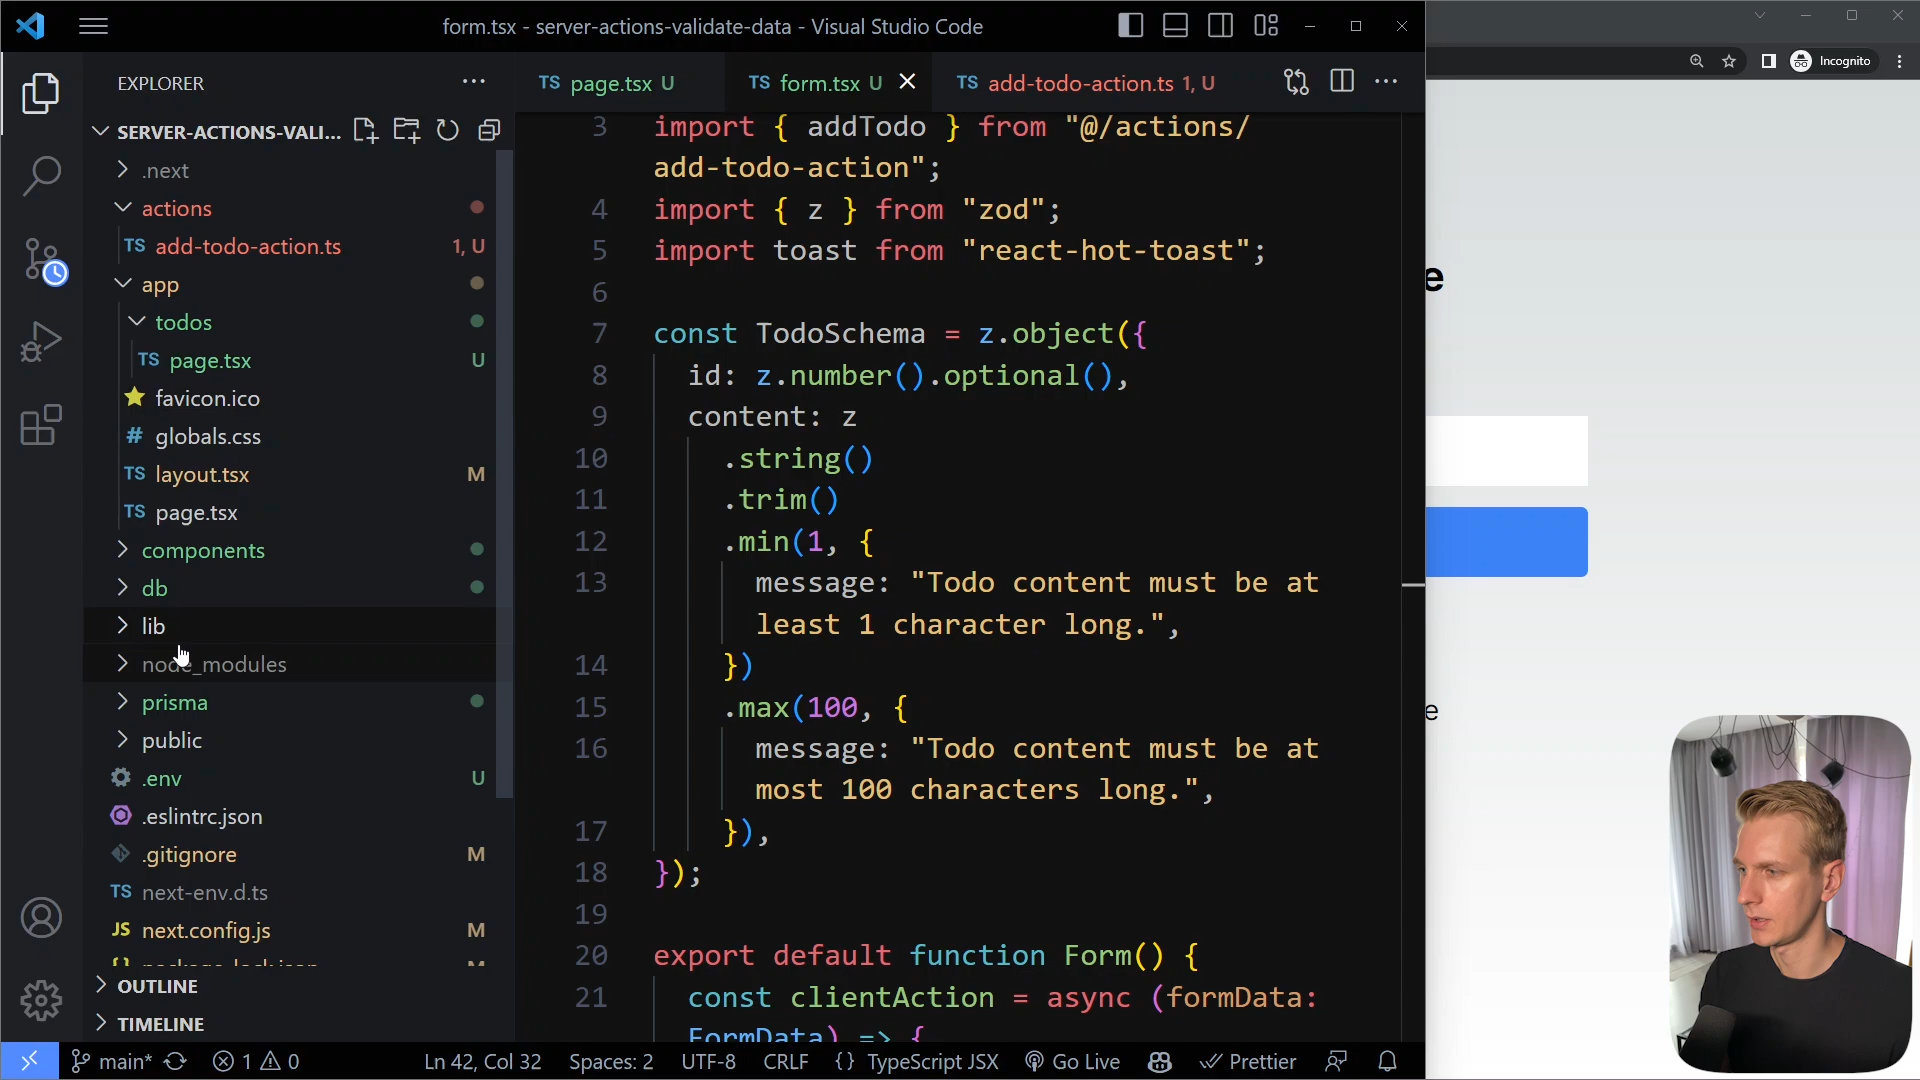 form.tsx - server-actions-validate-data - Visual Studio Code
Incognito
EXPLORER
SERVER-ACTIONS-VALI...
.next
actions
TS add-todo-action.ts 1, U
app
todos
TS page.tsx U
favicon.ico
# globals.css
TS layout.tsx M
TS page.tsx
components
db
lib
node_modules
prisma
public
.env U
.eslintrc.json
.gitignore M
TS next-env.d.ts
JS next.config.js M
{} package-lock.json M
OUTLINE
TIMELINE
TS page.tsx U
TS form.tsx U
TS add-todo-action.ts 1, U
3 import { addTodo } from "@/actions/
add-todo-action";
4 import { z } from "zod";
5 import toast from "react-hot-toast";
6
7 const TodoSchema = z.object({
8 id: z.number().optional(),
9 content: z
10 .string()
11 .trim()
12 .min(1, {
13 message: "Todo content must be at
least 1 character long.",
14 })
15 .max(100, {
16 message: "Todo content must be at
most 100 characters long.",
17 }),
18 });
19
20 export default function Form() {
21 const clientAction = async (formData:
FormData) => {
e
e
main* 1 0 Ln 42, Col 32 Spaces: 2 UTF-8 CRLF {} TypeScript JSX Go Live Prettier